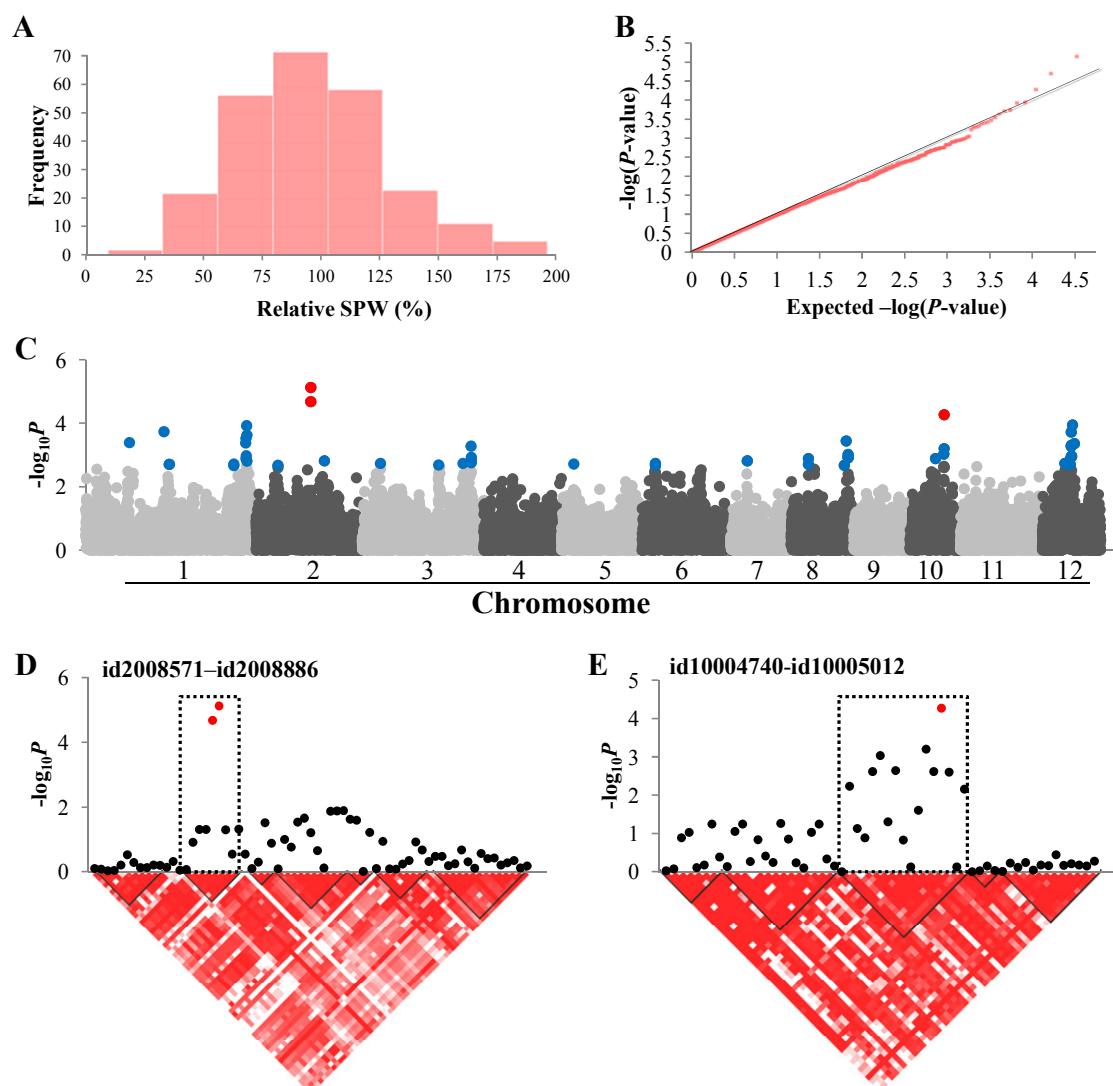 A
70
60
50
40
30
20
10
0
Frequency
0 25 50 75 100 125 150 175 200
Relative SPW (%)
B
5.5
5
4.5
4
3.5
3
2.5
2
1.5
1
0.5
0
-log(P-value)
0 0.5 1 1.5 2 2.5 3 3.5 4 4.5
Expected –log(P-value)
C
6
4
2
0
-log10P
1 2 3 4 5 6 7 8 9 10 11 12
Chromosome
D
id2008571–id2008886
6
4
2
0
-log10P
E
id10004740-id10005012
5
4
3
2
1
0
-log10P